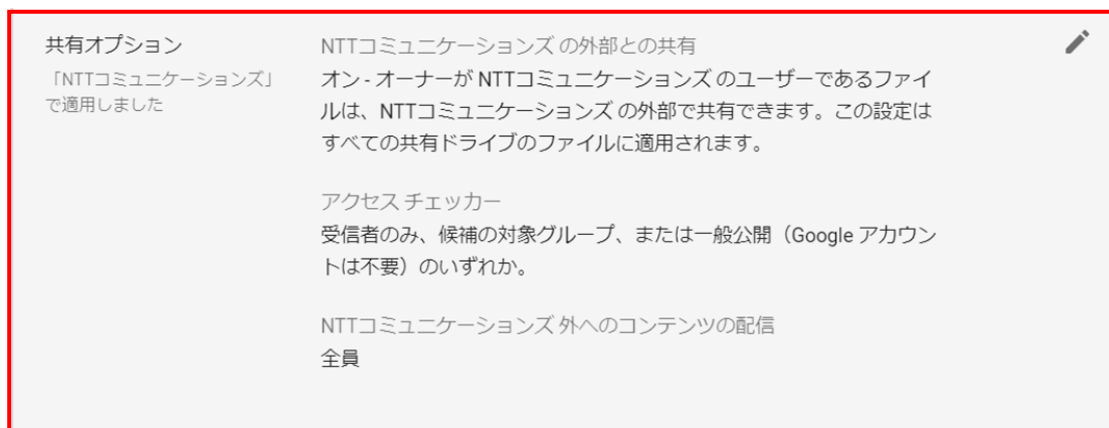 共有オプション
「NTTコミュニケーションズ」
で適用しました
NTTコミュニケーションズ の外部との共有
オン - オーナーが NTTコミュニケーションズ のユーザーであるファイ
ルは、NTTコミュニケーションズ の外部で共有できます。この設定は
すべての共有ドライブのファイルに適用されます。
アクセス チェッカー
受信者のみ、候補の対象グループ、または一般公開（Google アカウン
トは不要）のいずれか。
NTTコミュニケーションズ 外へのコンテンツの配信
全員